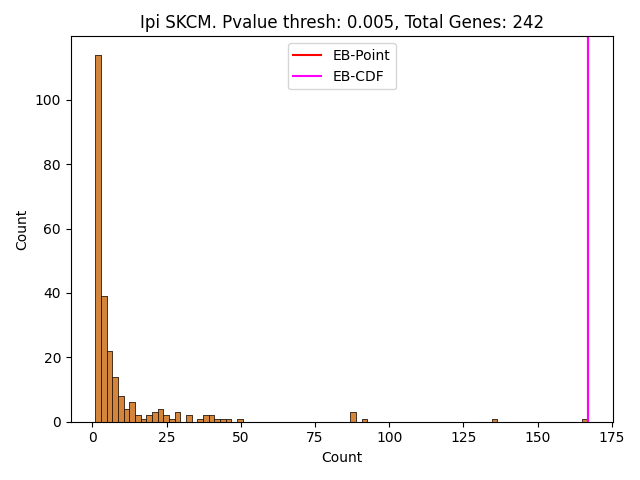 Ipi SKCM. Pvalue thresh: 0.005, Total Genes: 242
EB-Point
EB-CDF
Count
100
80
60
40
20
0
0 25 50 75 100 125 150 175
Count